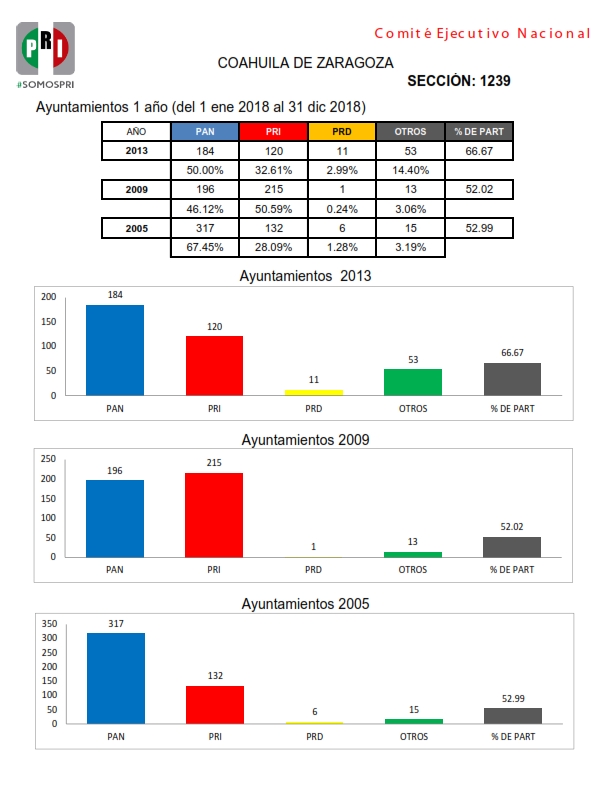 Comité Ejecutivo Nacional
PRI
#SOMOSPRI
COAHUILA DE ZARAGOZA
SECCIÓN: 1239
Ayuntamientos 1 año (del 1 ene 2018 al 31 dic 2018)
AÑO PAN PRI PRD OTROS % DE PART
2013 184 120 11 53 66.67
50.00% 32.61% 2.99% 14.40%
2009 196 215 1 13 52.02
46.12% 50.59% 0.24% 3.06%
2005 317 132 6 15 52.99
67.45% 28.09% 1.28% 3.19%
Ayuntamientos 2013
200
150
100
50
0
184 120 11 53 66.67
PAN PRI PRD OTROS % DE PART
Ayuntamientos 2009
250
200
150
100
50
0
196 215 1 13 52.02
PAN PRI PRD OTROS % DE PART
Ayuntamientos 2005
350
300
250
200
150
100
50
0
317 132 6 15 52.99
PAN PRI PRD OTROS % DE PART